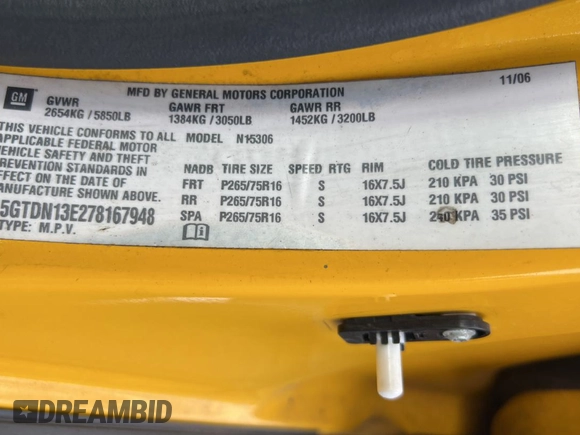 GM
MFD BY GENERAL MOTORS CORPORATION 11/06
GVWR GAWR FRT GAWR RR
2654KG / 5850LB 1384KG / 3050LB 1452KG / 3200LB
THIS VEHICLE CONFORMS TO ALL MODEL N15306
APPLICABLE FEDERAL MOTOR
VEHICLE SAFETY AND THEFT
PREVENTION STANDARDS IN NADB TIRE SIZE SPEED RTG RIM
EFFECT ON THE DATE OF FRT P265/75R16 S 16X7.5J 210 KPA 30 PSI
MANUFACTURE SHOWN ABOVE. RR P265/75R16 S 16X7.5J 210 KPA 30 PSI
5GTDN13E278167948 SPA P265/75R16 S 16X7.5J 240 KPA 35 PSI
TYPE: M.P.V.
COLD TIRE PRESSURE
DREAMBID